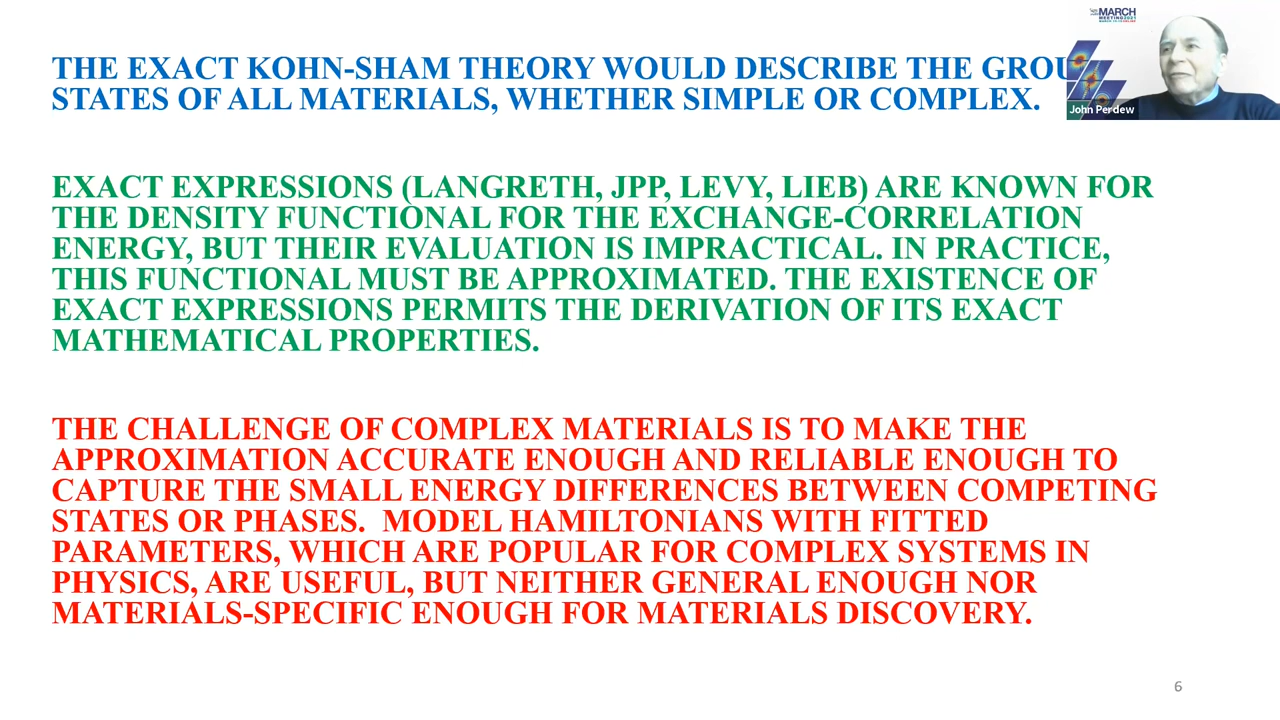 MARCH
MEETING 2021
THE EXACT KOHN-SHAM THEORY WOULD DESCRIBE THE GROU
STATES OF ALL MATERIALS, WHETHER SIMPLE OR COMPLEX.
John Perdew
EXACT EXPRESSIONS (LANGRETH, JPP, LEVY, LIEB) ARE KNOWN FOR
THE DENSITY FUNCTIONAL FOR THE EXCHANGE-CORRELATION
ENERGY, BUT THEIR EVALUATION IS IMPRACTICAL. IN PRACTICE,
THIS FUNCTIONAL MUST BE APPROXIMATED. THE EXISTENCE OF
EXACT EXPRESSIONS PERMITS THE DERIVATION OF ITS EXACT
MATHEMATICAL PROPERTIES.
THE CHALLENGE OF COMPLEX MATERIALS IS TO MAKE THE
APPROXIMATION ACCURATE ENOUGH AND RELIABLE ENOUGH TO
CAPTURE THE SMALL ENERGY DIFFERENCES BETWEEN COMPETING
STATES OR PHASES. MODEL HAMILTONIANS WITH FITTED
PARAMETERS, WHICH ARE POPULAR FOR COMPLEX SYSTEMS IN
PHYSICS, ARE USEFUL, BUT NEITHER GENERAL ENOUGH NOR
MATERIALS-SPECIFIC ENOUGH FOR MATERIALS DISCOVERY.
6